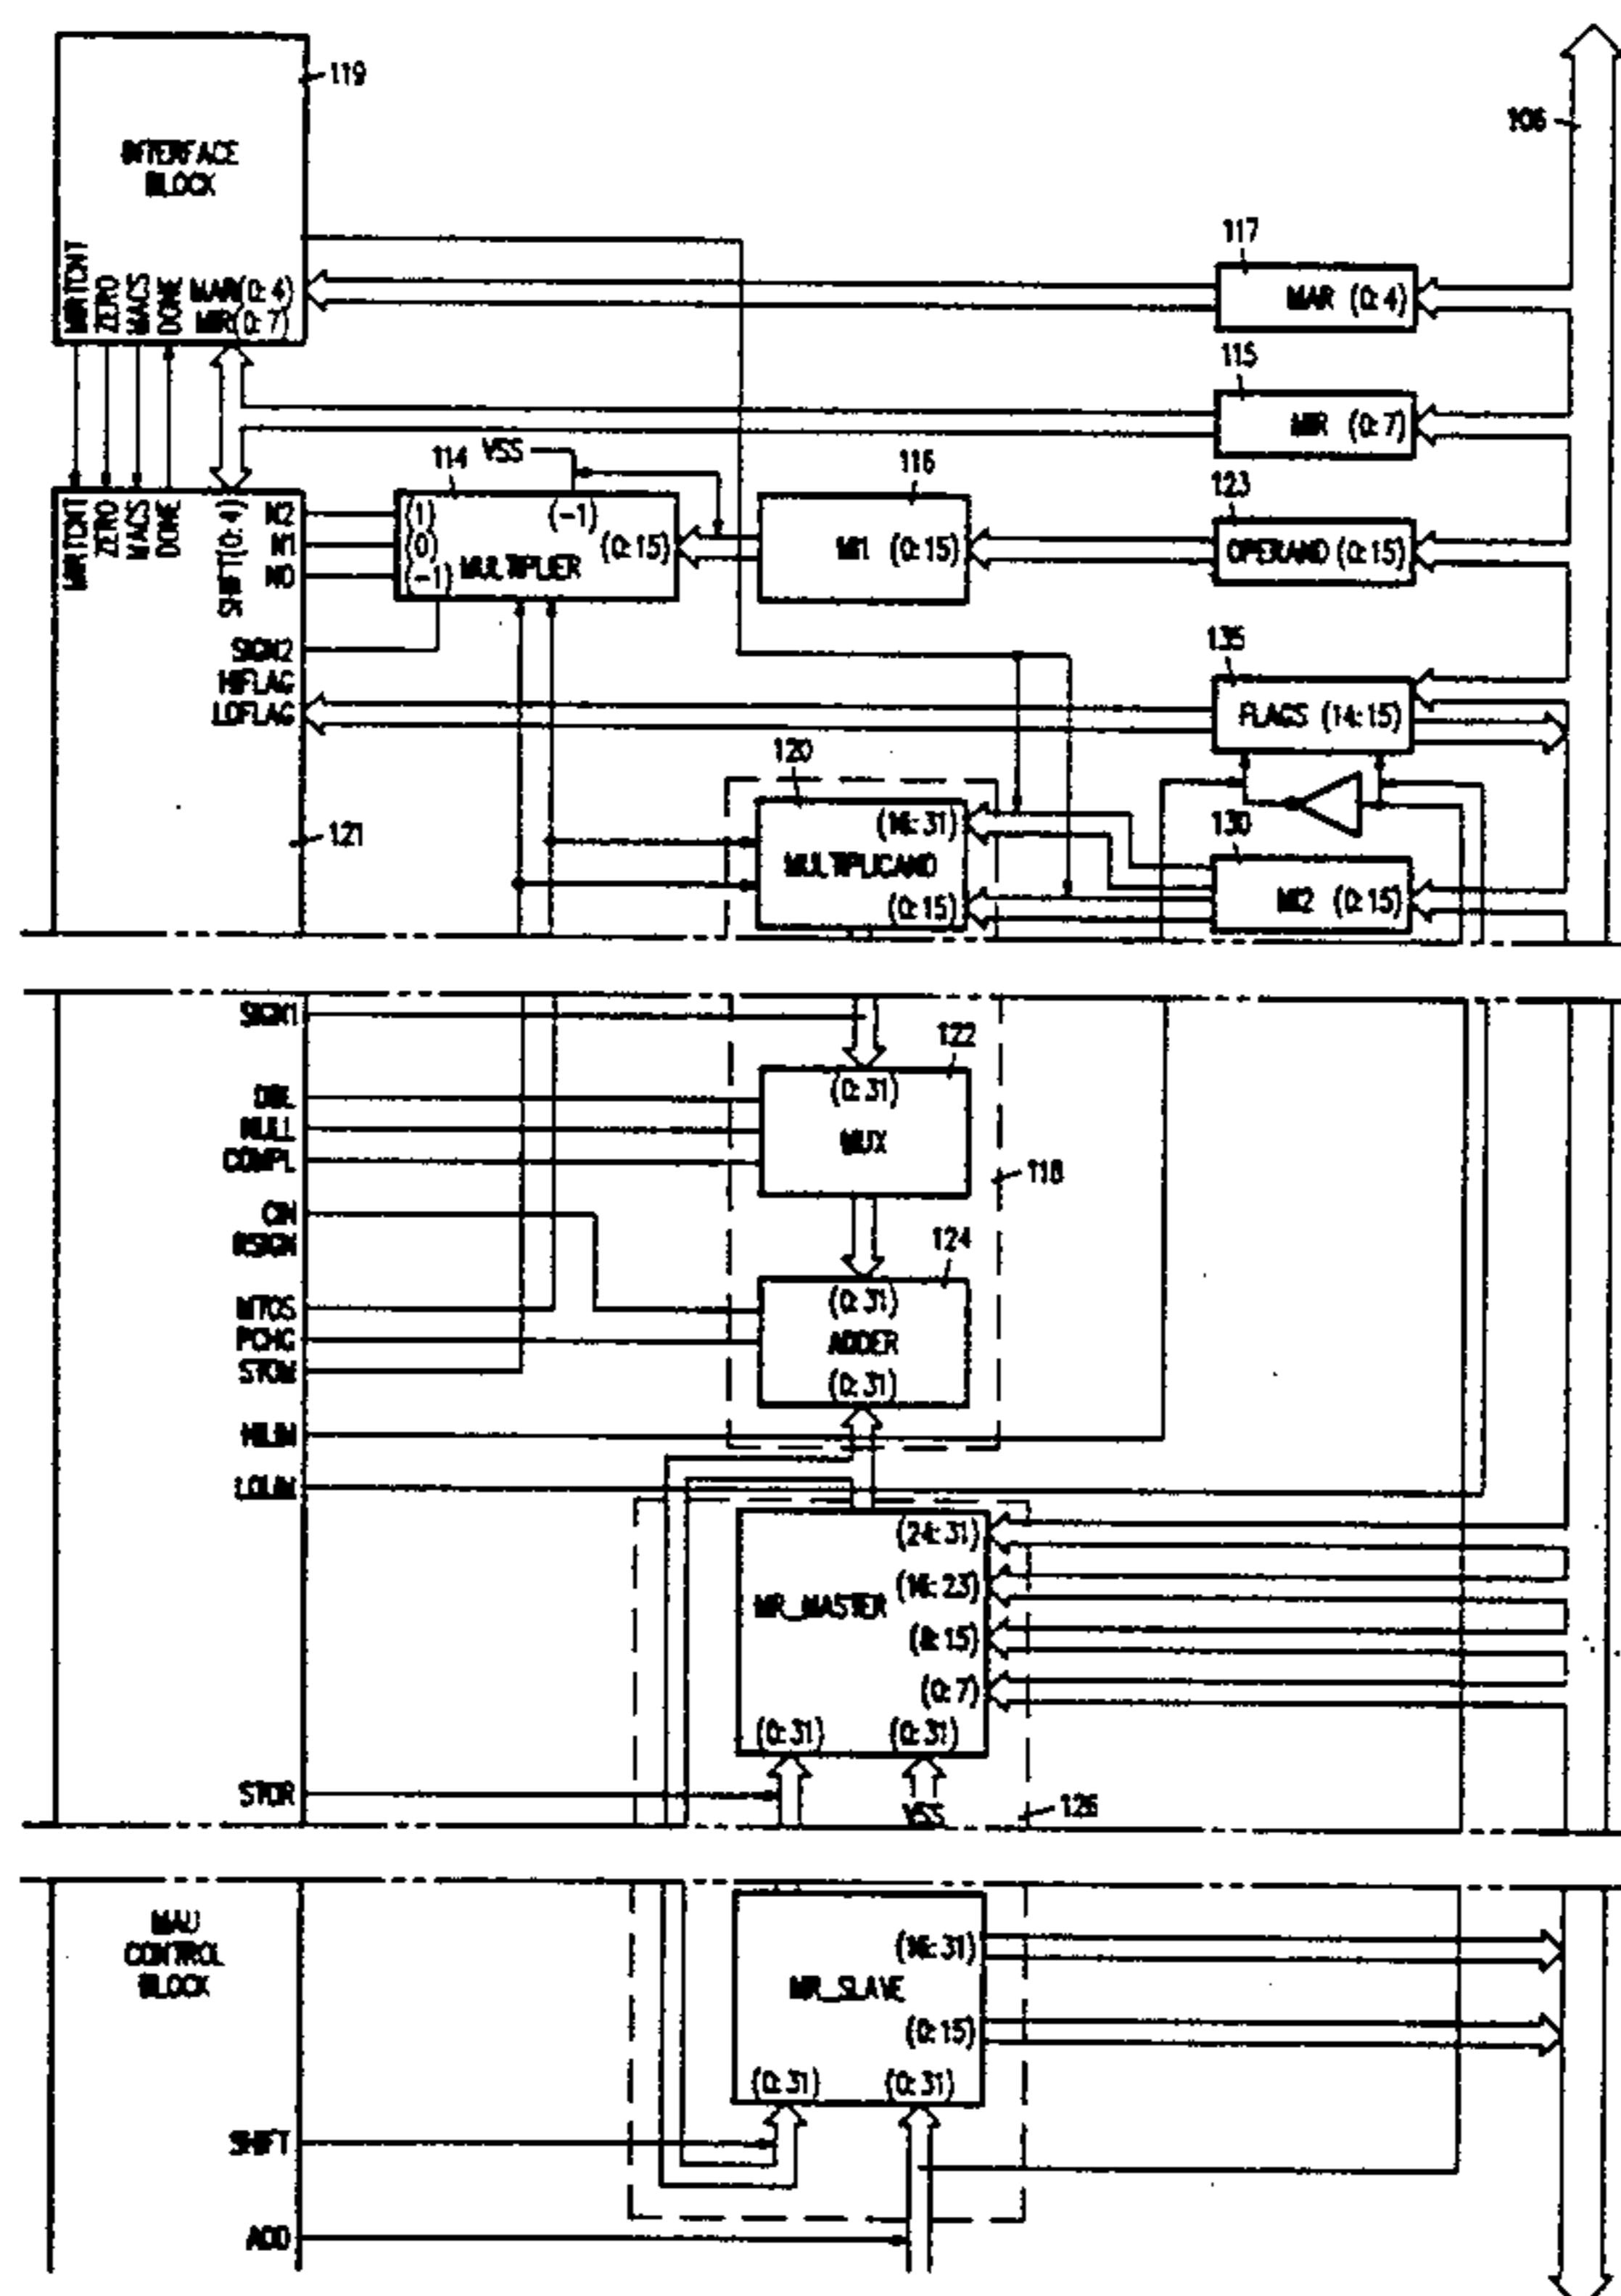 119
106
INTERFACE
BLOCK
117
MIRTCNT
ZERO
MACS
DONE
MAR(0:4)
MIR(0:7)
MAR (0:4)
115
MIR (0:7)
114
VSS
116
123
MIRTCNT
ZERO
MACS
DONE
SHIFT(0:4)
N2
N1
N0
(1)
(0)
(-1)
(-1)
(0:15)
MULTIPLIER
MI1 (0:15)
OPERAND (0:15)
SIGN2
135
HIFLAG
LOFLAG
FLAGS (14:15)
120
(16:31)
130
121
MULTIPLICAND
MI2 (0:15)
(0:15)
SIGN1
122
(0:31)
DBL
NULL
MUX
COMPL
118
CIN
124
(0:31)
MTOS
ADDER
PCHG
STOM
(0:31)
(24:31)
(16:23)
MR_MASTER
(8:15)
(0:7)
(0:31)
(0:31)
STOR
VSS
126
MAU
CONTROL
BLOCK
(16:31)
MR_SLAVE
(0:15)
(0:31)
(0:31)
SHIFT
ADD